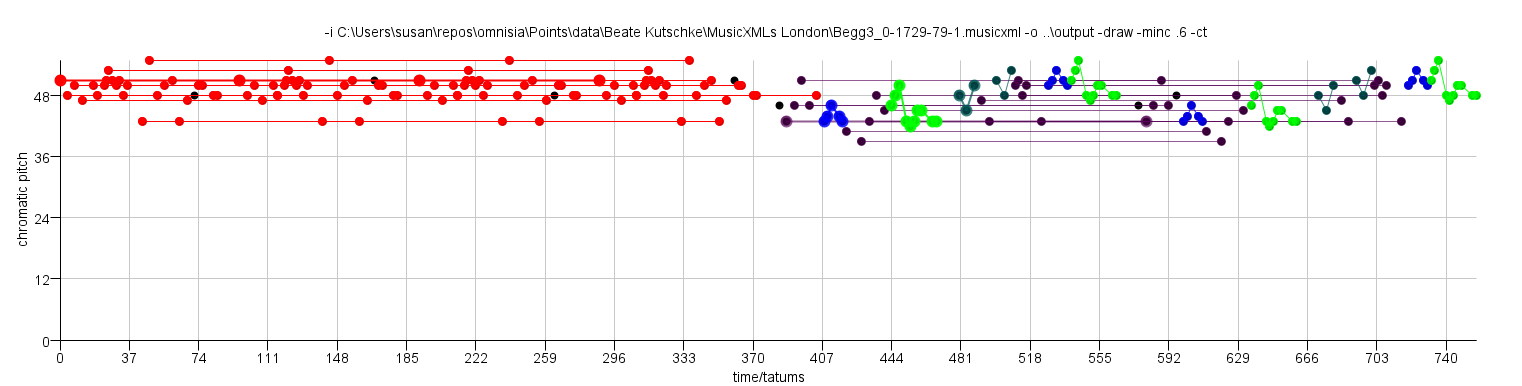 -i C:\Users\susan\repos\omnisia\Points\data\Beate Kutschke\MusicXMLs London\Begg3_0-1729-79-1.musicxml -o ..\output -draw -minc .6 -ct
chromatic pitch
48
36
24
12
0
0 37 74 111 148 185 222 259 296 333 370 407 444 481 518 555 592 629 666 703 740
time/tatums